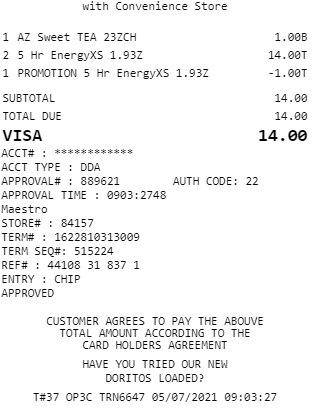 with Convenience Store
1 AZ Sweet TEA 23ZCH 1.00B
2 5 Hr EnergyXS 1.93Z 14.00T
1 PROMOTION 5 Hr EnergyXS 1.93Z -1.00T
SUBTOTAL 14.00
TOTAL DUE 14.00
VISA 14.00
ACCT# : ************
ACCT TYPE : DDA
APPROVAL# : 889621 AUTH CODE: 22
APPROVAL TIME : 0903:2748
Maestro
STORE# : 84157
TERM# : 1622810313009
TERM SEQ#: 515224
REF# : 44108 31 837 1
ENTRY : CHIP
APPROVED
CUSTOMER AGREES TO PAY THE ABOUVE
TOTAL AMOUNT ACCORDING TO THE
CARD HOLDERS AGREEMENT
HAVE YOU TRIED OUR NEW
DORITOS LOADED?
T#37 OP3C TRN6647 05/07/2021 09:03:27